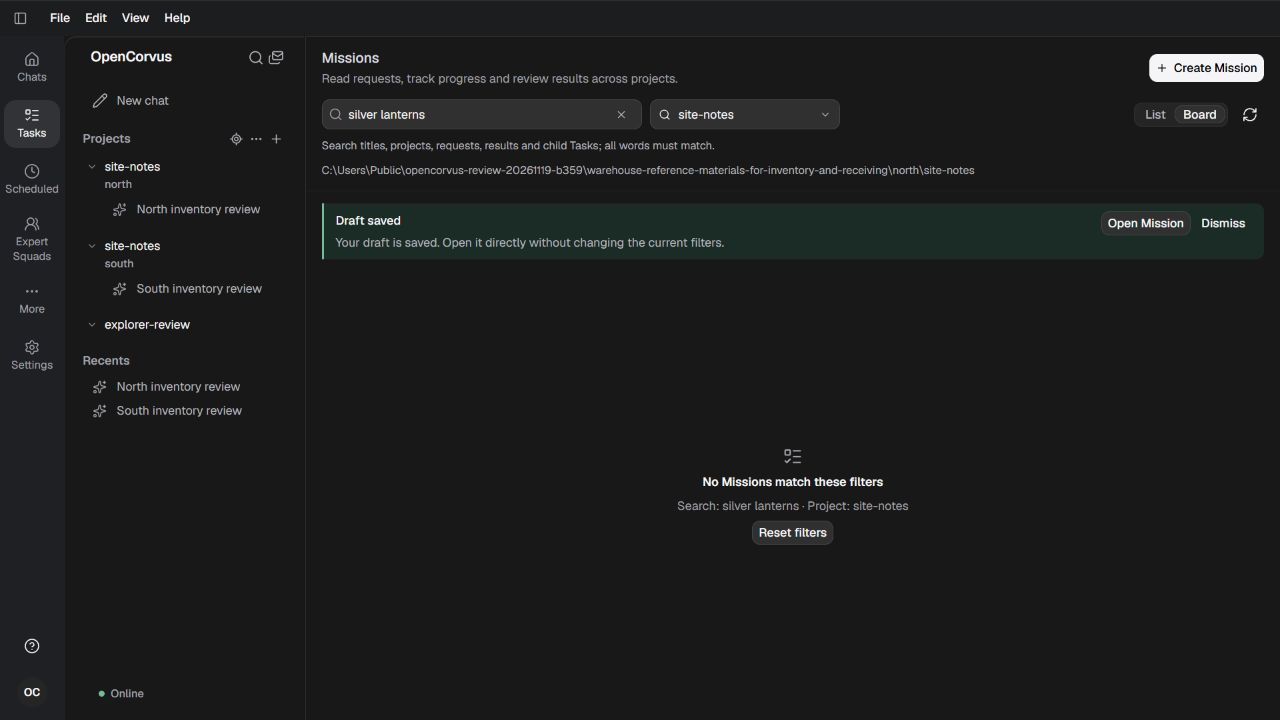 File Edit View Help
Chats
Tasks
Scheduled
Expert
Squads
More
Settings
OC
OpenCorvus
New chat
Projects
site-notes
north
North inventory review
site-notes
south
South inventory review
explorer-review
Recents
North inventory review
South inventory review
Online
Missions
Read requests, track progress and review results across projects.
Create Mission
silver lanterns
site-notes
List Board
Search titles, projects, requests, results and child Tasks; all words must match.
C:\Users\Public\opencorvus-review-20261119-b359\warehouse-reference-materials-for-inventory-and-receiving\north\site-notes
Draft saved
Your draft is saved. Open it directly without changing the current filters.
Open Mission Dismiss
No Missions match these filters
Search: silver lanterns · Project: site-notes
Reset filters